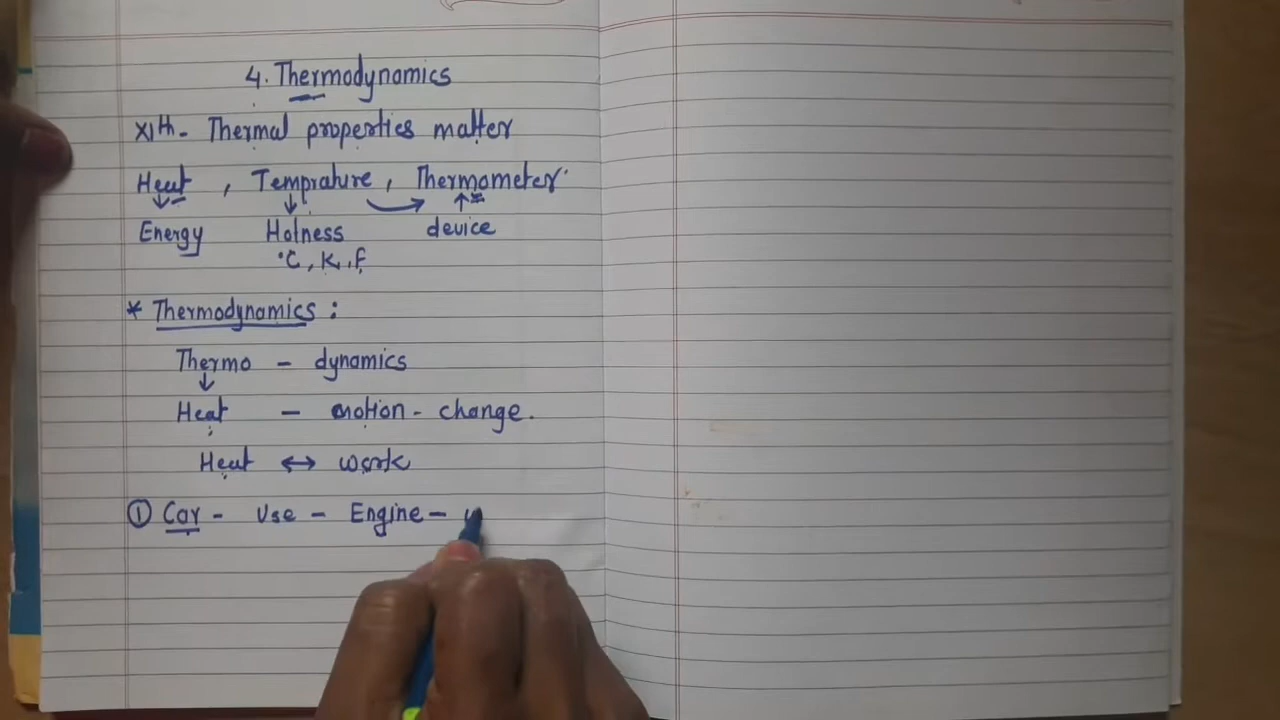 4. Thermodynamics
XIth- Thermal properties matter
Heat , Temprature , Thermometer
Energy Hotness device
°C, K, F
* Thermodynamics :
Thermo - dynamics
Heat - motion - change.
Heat ↔ work
① Car - Use - Engine -